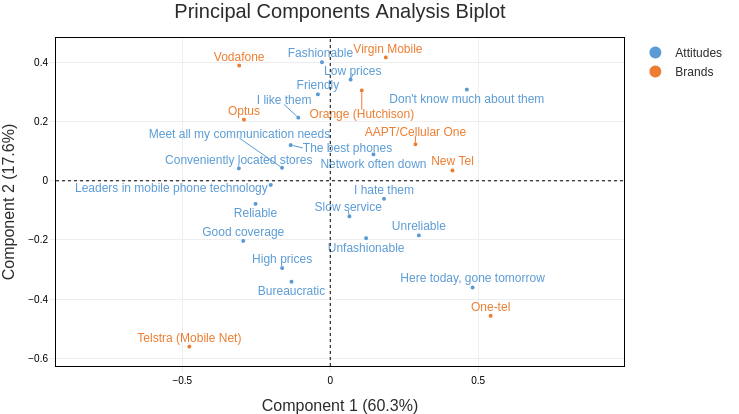 Principal Components Analysis Biplot
Attitudes
Brands
Component 2 (17.6%)
0.4
0.2
0
−0.2
−0.4
−0.6
Vodafone
Fashionable
Virgin Mobile
Low prices
Friendly
Don't know much about them
I like them
Optus
Orange (Hutchison)
Meet all my communication needs
AAPT/Cellular One
The best phones
Conveniently located stores
Network often down
New Tel
Leaders in mobile phone technology
I hate them
Reliable
Slow service
Good coverage
Unreliable
Unfashionable
High prices
Here today, gone tomorrow
Bureaucratic
One-tel
Telstra (Mobile Net)
−0.5
0
0.5
Component 1 (60.3%)